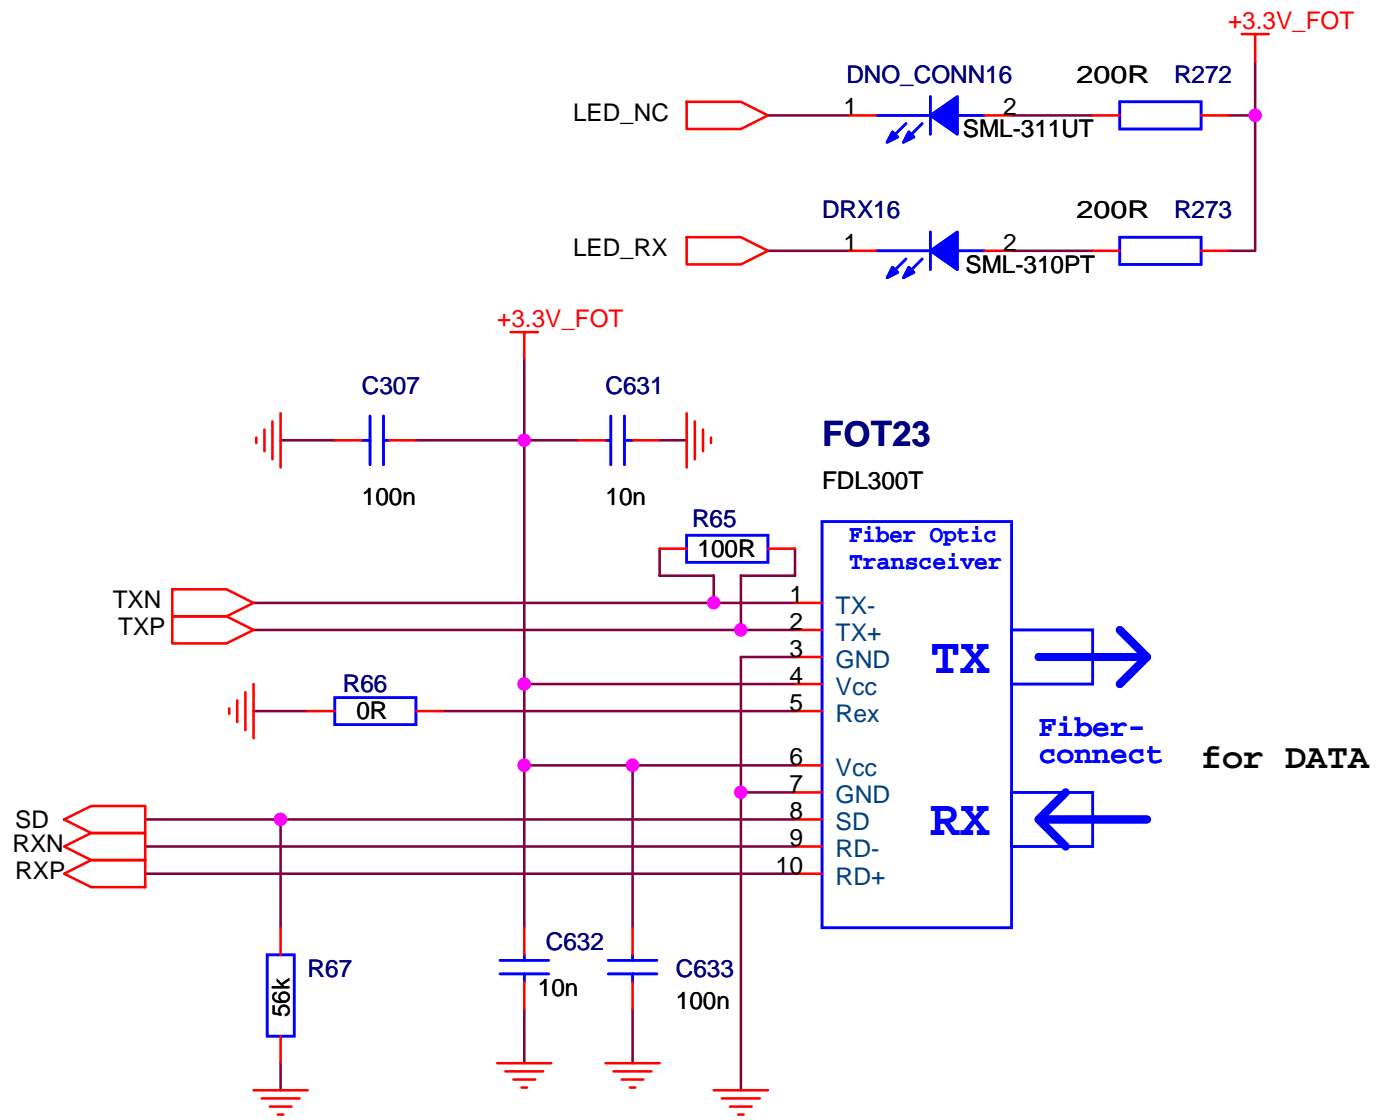 +3.3V_FOT
DNO_CONN16 200R R272
LED_NC 1 2
SML-311UT
DRX16 200R R273
LED_RX 1 2
SML-310PT
+3.3V_FOT
C307 C631
100n 10n
FOT23
FDL300T
R65
100R
Fiber Optic
Transceiver
TXN 1 TX-
TXP 2 TX+
3 GND
TX
4 Vcc
R66
0R
5 Rex
Fiber-
connect
for DATA
6 Vcc
7 GND
SD 8 SD
RX
RXN 9 RD-
RXP 10 RD+
C632
10n
R67
56k
C633
100n